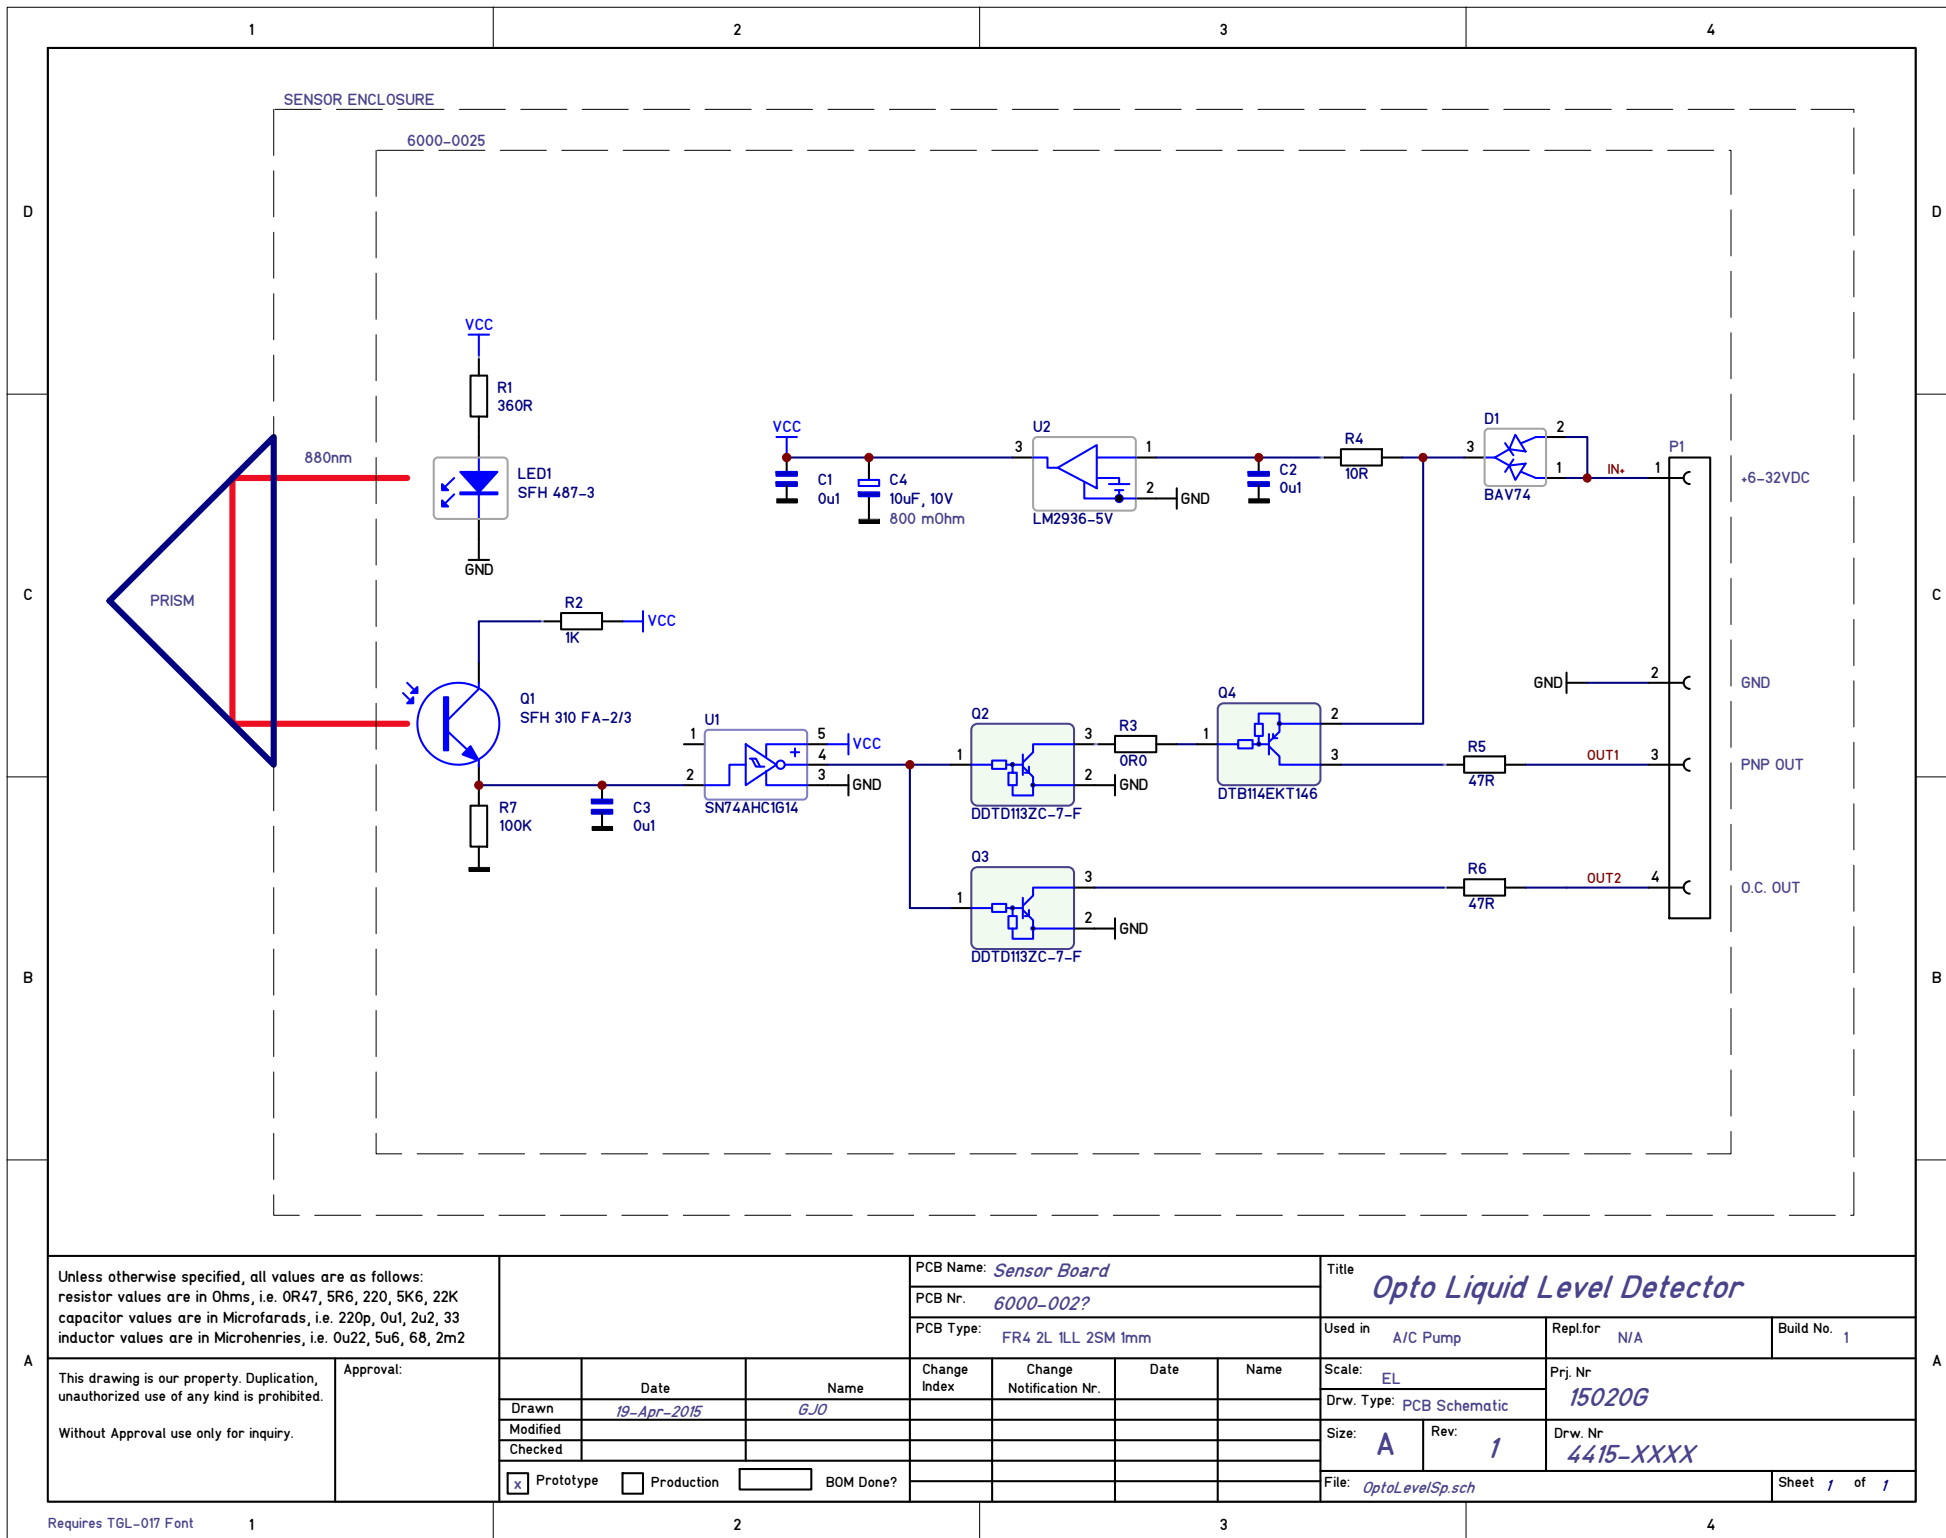 1 2 3 4
SENSOR ENCLOSURE
6000-0025
D D
VCC
R1
360R
880nm
LED1
SFH 487-3
GND
VCC
C1
0u1
C4
10uF, 10V
800 mOhm
U2
3 1
2 GND
LM2936-5V
C2
0u1
R4
10R
D1
3 2
1
BAV74
IN+
P1
1
+6-32VDC
C C
PRISM
R2
1K
VCC
GND 2
GND
Q1
SFH 310 FA-2/3
U1
1 5 VCC
4
2 3 GND
SN74AHC1G14
Q2
1 3
2 GND
DDTD113ZC-7-F
R3
0R0
Q4
1 2
3
DTB114EKT146
R5
47R
OUT1 3
PNP OUT
R7
100K
C3
0u1
Q3
1 3
2 GND
DDTD113ZC-7-F
R6
47R
OUT2 4
O.C. OUT
B B
Unless otherwise specified, all values are as follows:
resistor values are in Ohms, i.e. 0R47, 5R6, 220, 5K6, 22K
capacitor values are in Microfarads, i.e. 220p, 0u1, 2u2, 33
inductor values are in Microhenries, i.e. 0u22, 5u6, 68, 2m2
PCB Name: Sensor Board
PCB Nr. 6000-002?
PCB Type: FR4 2L 1LL 2SM 1mm
Title
Opto Liquid Level Detector
Used in A/C Pump
Repl.for N/A
Build No. 1
A A
This drawing is our property. Duplication,
unauthorized use of any kind is prohibited.
Without Approval use only for inquiry.
Approval:
Date Name
Drawn 19-Apr-2015 GJO
Modified
Checked
x Prototype Production BOM Done?
Change
Index
Change
Notification Nr.
Date Name
Scale: EL
Drw. Type: PCB Schematic
Prj. Nr
15020G
Size: A
Rev: 1
Drw. Nr
4415-XXXX
File: OptoLevelSp.sch
Sheet 1 of 1
Requires TGL-017 Font
1 2 3 4